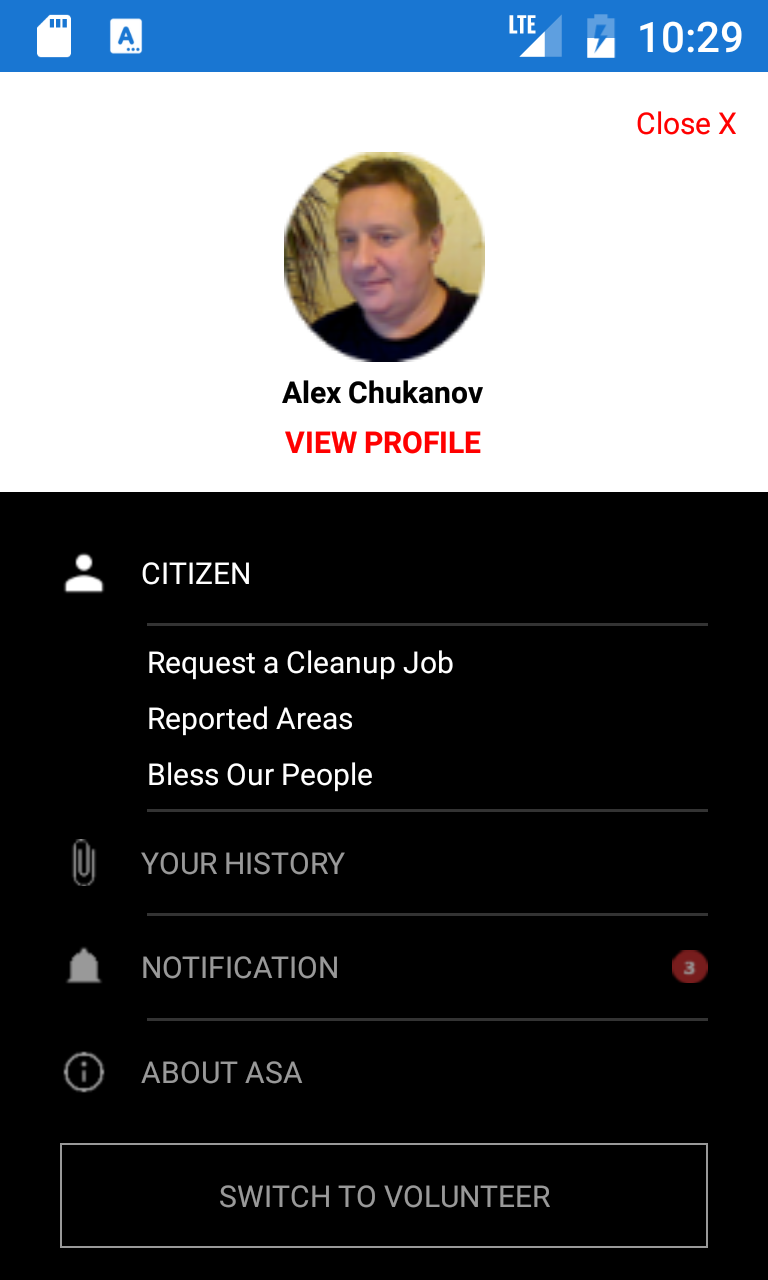 LTE 10:29
Close X
Alex Chukanov
VIEW PROFILE
CITIZEN
Request a Cleanup Job
Reported Areas
Bless Our People
YOUR HISTORY
NOTIFICATION 3
ABOUT ASA
SWITCH TO VOLUNTEER